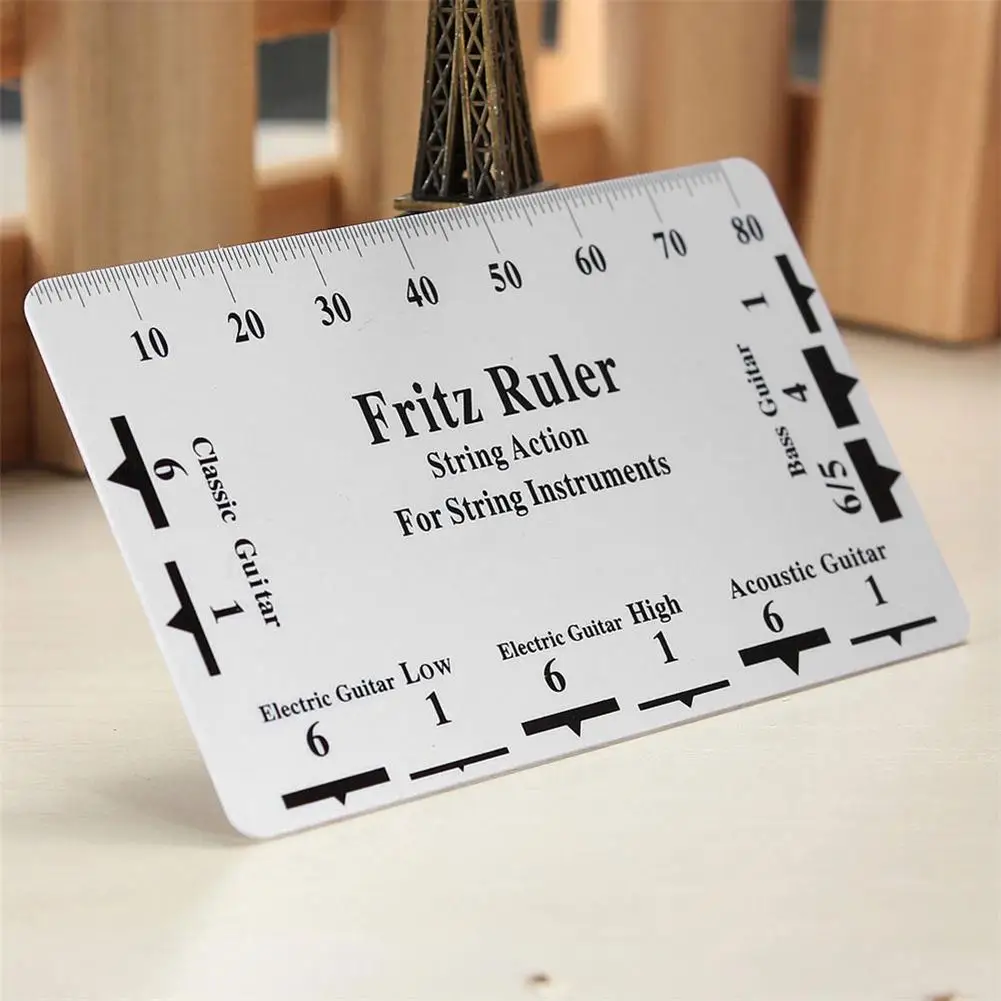 10 20 30 40 50 60 70 80
Fritz Ruler
String Action
For String Instruments
Classic Guitar
6 1
Bass Guitar
1 4 5/6
Electric Guitar Low
6 1
Electric Guitar High
6 1
Acoustic Guitar
6 1